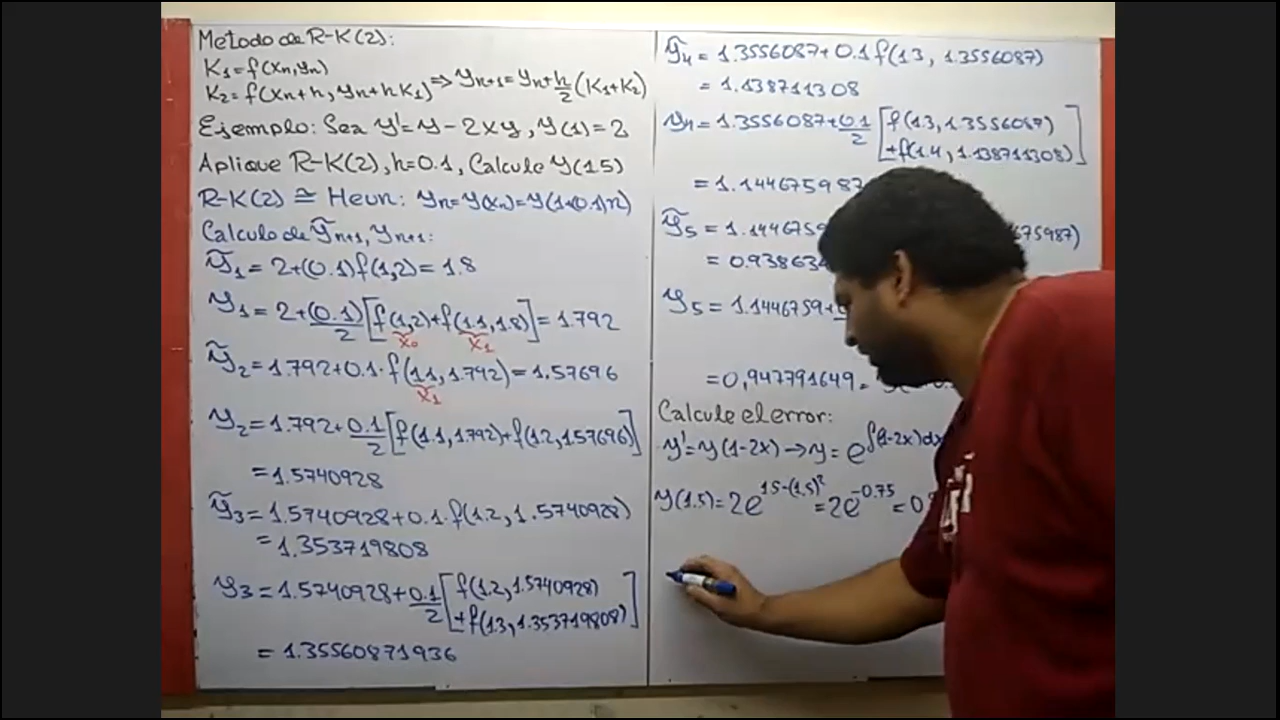 Metodo de R-K(2):
K1=f(xn,yn)
K2=f(xn+h, yn+hK1) => yn+1=yn+h/2(K1+K2)
Ejemplo: Sea y'=y-2xy, y(1)=2
Aplique R-K(2), h=0.1, Calcule y(1.5)
R-K(2) ≅ Heun: yn=y(xn)=y(1+(0.1)n)
Calculo de ỹn+1, yn+1:
ỹ1=2+(0.1)f(1,2)=1.8
y1=2+(0.1)/2[f(1,2)+f(1.1,1.8)]=1.792
x0 x1
ỹ2=1.792+0.1·f(1.1,1.792)=1.57696
x1
y2=1.792+0.1/2[f(1.1,1.792)+f(1.2,1.57696)]
=1.5740928
ỹ3=1.5740928+0.1·f(1.2,1.5740928)
=1.353719808
y3=1.5740928+0.1/2[f(1.2,1.5740928)
+f(1.3,1.353719808)]
=1.35560871936
ỹ4=1.3556087+0.1f(1.3, 1.3556087)
=1.138711308
y4=1.3556087+0.1/2[f(1.3,1.3556087)
+f(1.4,1.138711308)]
=1.144675987
ỹ5=1.1446759 675987)
=0.93863
y5=1.1446759+
=0,947791649
Calcule el error:
y'=y(1-2x)→y=e^∫(1-2x)dx
y(1.5)=2e^1.5-(1.5)^2=2e^-0.75=0